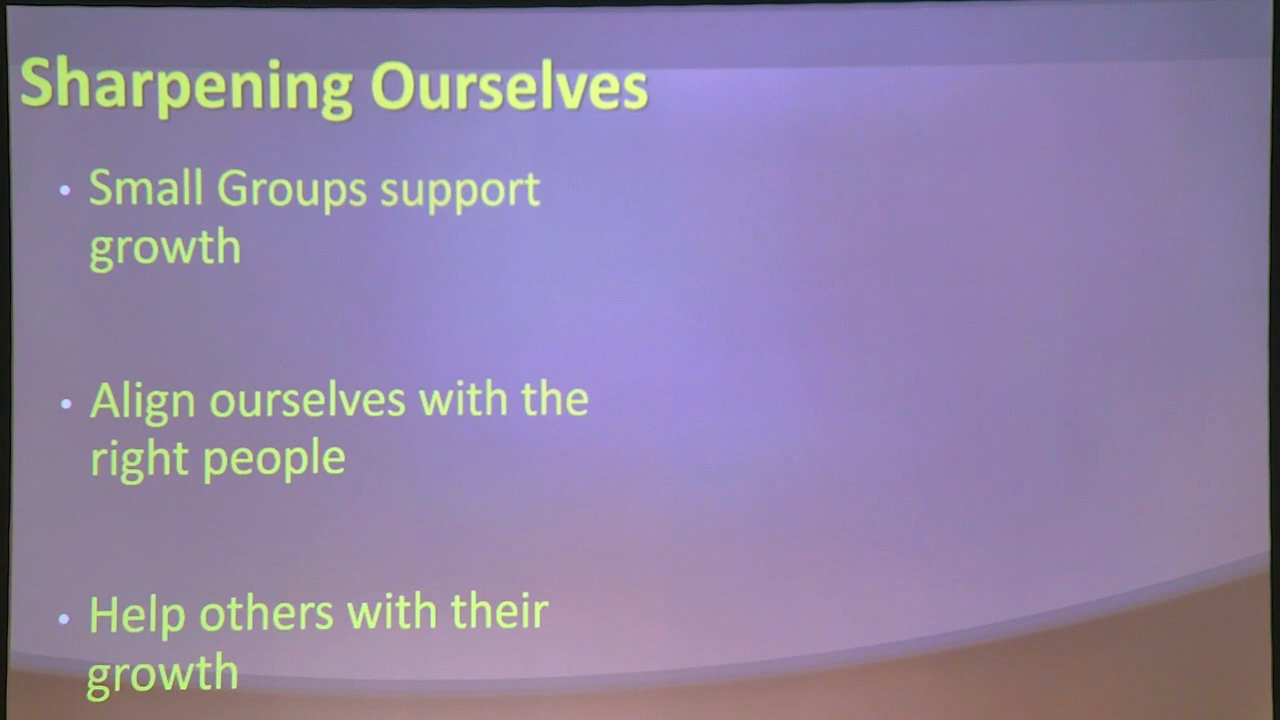 Sharpening Ourselves
• Small Groups support
growth
• Align ourselves with the
right people
• Help others with their
growth